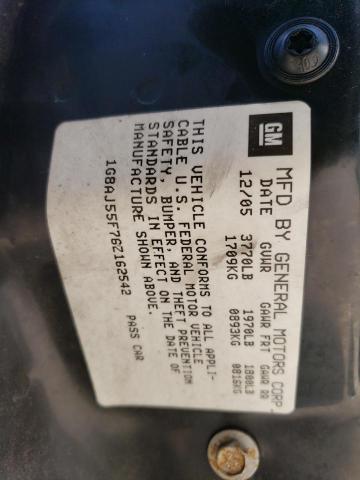 GM
MFD BY GENERAL MOTORS CORP.
DATE GVWR GAWR FRT GAWR RR
12/05 3770LB 1970LB 1800LB
1709KG 0893KG 0816KG
THIS VEHICLE CONFORMS TO ALL APPLI-
CABLE U.S. FEDERAL MOTOR VEHICLE
SAFETY, BUMPER, AND THEFT PREVENTION
STANDARDS IN EFFECT ON THE DATE OF
MANUFACTURE SHOWN ABOVE.
1G8AJ55F76Z162542 PASS CAR